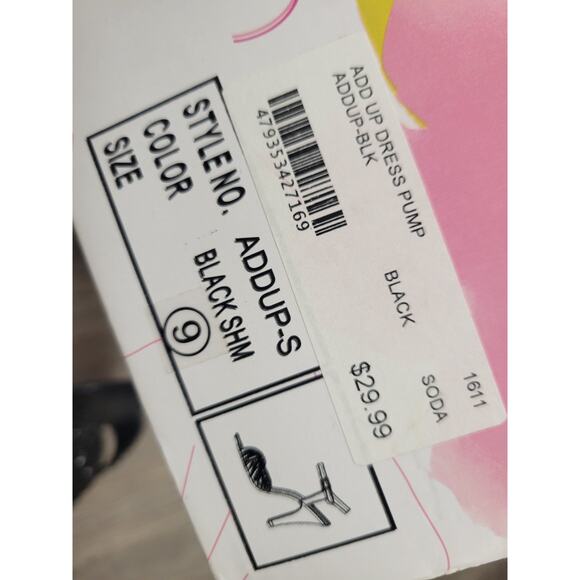 ADD UP DRESS PUMP
ADDUP-BLK
479353427169
BLACK
1611
SODA
$29.99
STYLE NO. ADDUP-S
COLOR BLACK SHM
SIZE 9